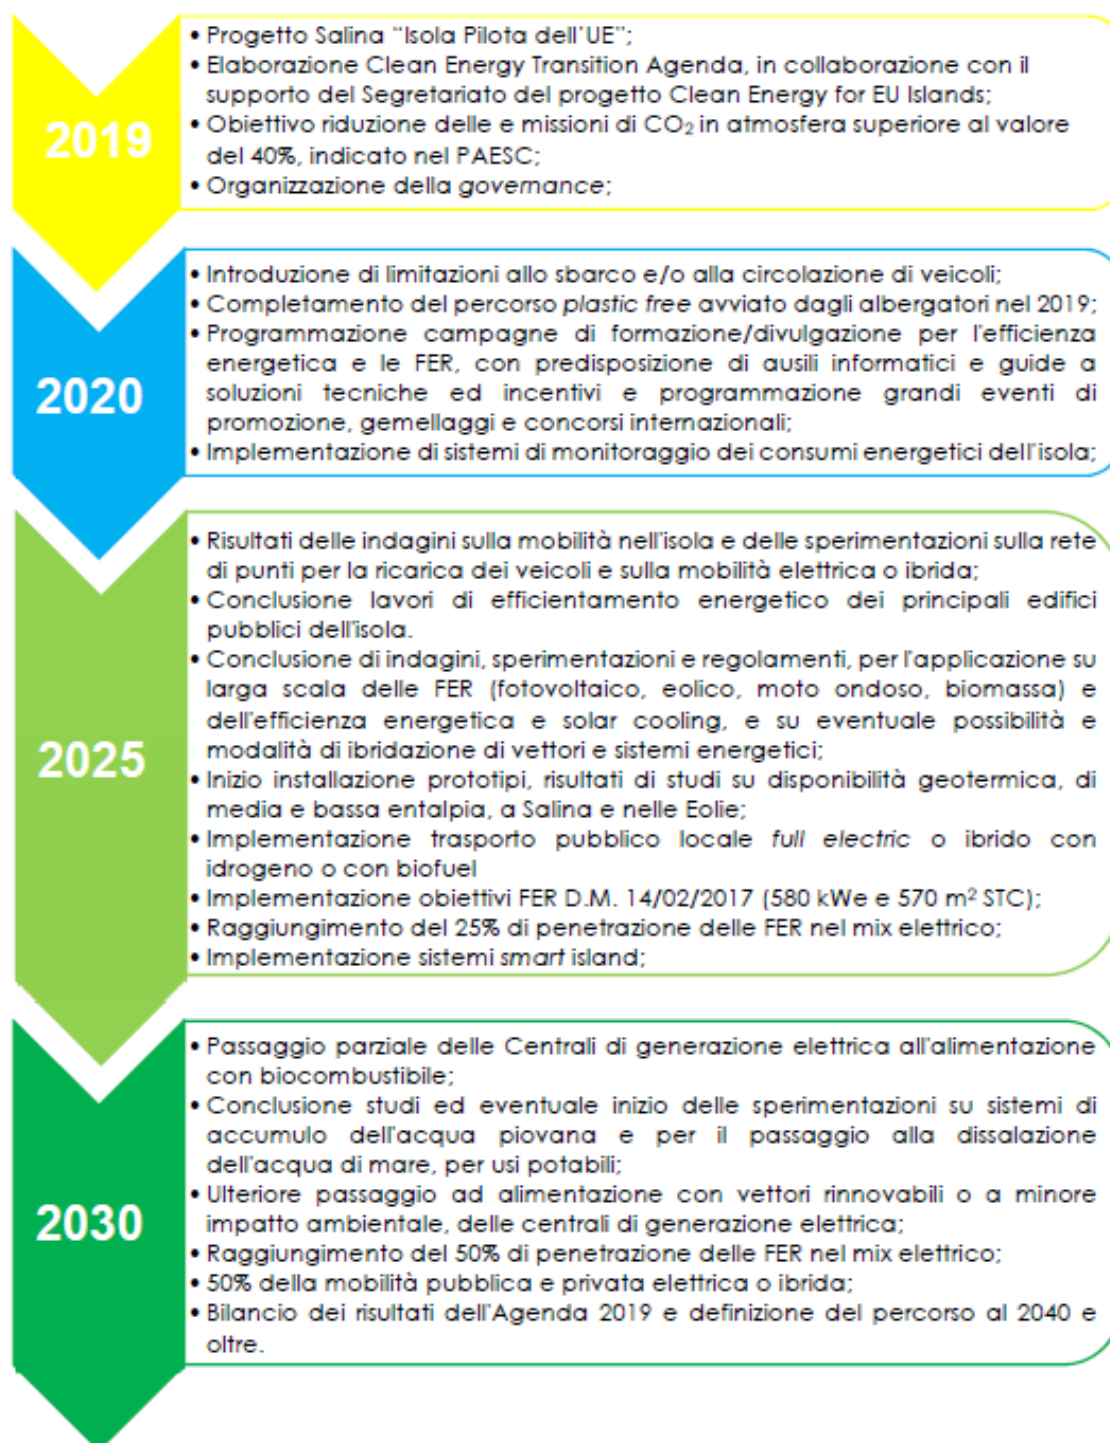 2019
• Progetto Salina “Isola Pilota dell’UE”;
• Elaborazione Clean Energy Transition Agenda, in collaborazione con il
supporto del Segretariato del progetto Clean Energy for EU Islands;
• Obiettivo riduzione delle e missioni di CO₂ in atmosfera superiore al valore
del 40%, indicato nel PAESC;
• Organizzazione della governance;
2020
• Introduzione di limitazioni allo sbarco e/o alla circolazione di veicoli;
• Completamento del percorso plastic free avviato dagli albergatori nel 2019;
• Programmazione campagne di formazione/divulgazione per l'efficienza
energetica e le FER, con predisposizione di ausili informatici e guide a
soluzioni tecniche ed incentivi e programmazione grandi eventi di
promozione, gemellaggi e concorsi internazionali;
• Implementazione di sistemi di monitoraggio dei consumi energetici dell'isola;
2025
• Risultati delle indagini sulla mobilità nell'isola e delle sperimentazioni sulla rete
di punti per la ricarica dei veicoli e sulla mobilità elettrica o ibrida;
• Conclusione lavori di efficientamento energetico dei principali edifici
pubblici dell'isola.
• Conclusione di indagini, sperimentazioni e regolamenti, per l'applicazione su
larga scala delle FER (fotovoltaico, eolico, moto ondoso, biomassa) e
dell'efficienza energetica e solar cooling, e su eventuale possibilità e
modalità di ibridazione di vettori e sistemi energetici;
• Inizio installazione prototipi, risultati di studi su disponibilità geotermica, di
media e bassa entalpia, a Salina e nelle Eolie;
• Implementazione trasporto pubblico locale full electric o ibrido con
idrogeno o con biofuel
• Implementazione obiettivi FER D.M. 14/02/2017 (580 kWe e 570 m² STC);
• Raggiungimento del 25% di penetrazione delle FER nel mix elettrico;
• Implementazione sistemi smart island;
2030
• Passaggio parziale delle Centrali di generazione elettrica all'alimentazione
con biocombustibile;
• Conclusione studi ed eventuale inizio delle sperimentazioni su sistemi di
accumulo dell'acqua piovana e per il passaggio alla dissalazione
dell'acqua di mare, per usi potabili;
• Ulteriore passaggio ad alimentazione con vettori rinnovabili o a minore
impatto ambientale, delle centrali di generazione elettrica;
• Raggiungimento del 50% di penetrazione delle FER nel mix elettrico;
• 50% della mobilità pubblica e privata elettrica o ibrida;
• Bilancio dei risultati dell'Agenda 2019 e definizione del percorso al 2040 e
oltre.